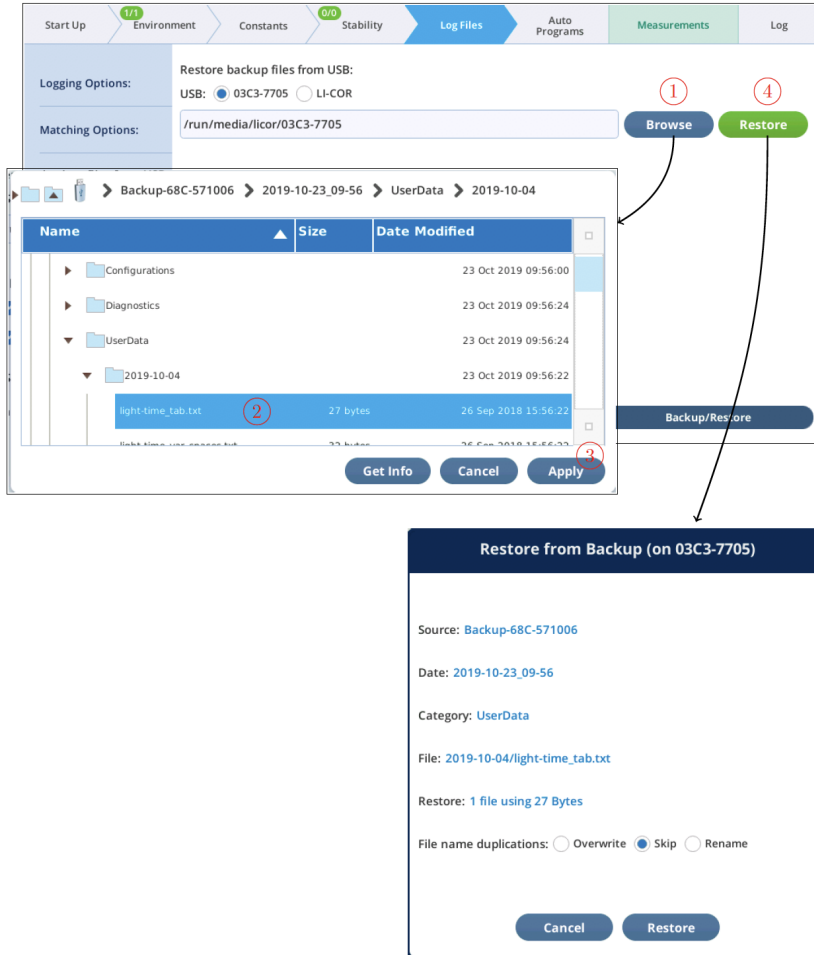 1/1
0/0
Start Up
Environment
Constants
Stability
Log Files
Auto
Programs
Measurements
Log
Logging Options:
Restore backup files from USB:
USB: 03C3-7705 LI-COR
1
4
Matching Options:
/run/media/licor/03C3-7705
Browse
Restore
Backup-68C-571006 2019-10-23_09-56 UserData 2019-10-04
Name Size Date Modified
Configurations 23 Oct 2019 09:56:00
Diagnostics 23 Oct 2019 09:56:24
UserData 23 Oct 2019 09:56:24
2019-10-04 23 Oct 2019 09:56:22
light-time_tab.txt 2 27 bytes 26 Sep 2018 15:56:22
Backup/Restore
3
Get Info Cancel Apply
Restore from Backup (on 03C3-7705)
Source: Backup-68C-571006
Date: 2019-10-23_09-56
Category: UserData
File: 2019-10-04/light-time_tab.txt
Restore: 1 file using 27 Bytes
File name duplications: Overwrite Skip Rename
Cancel Restore